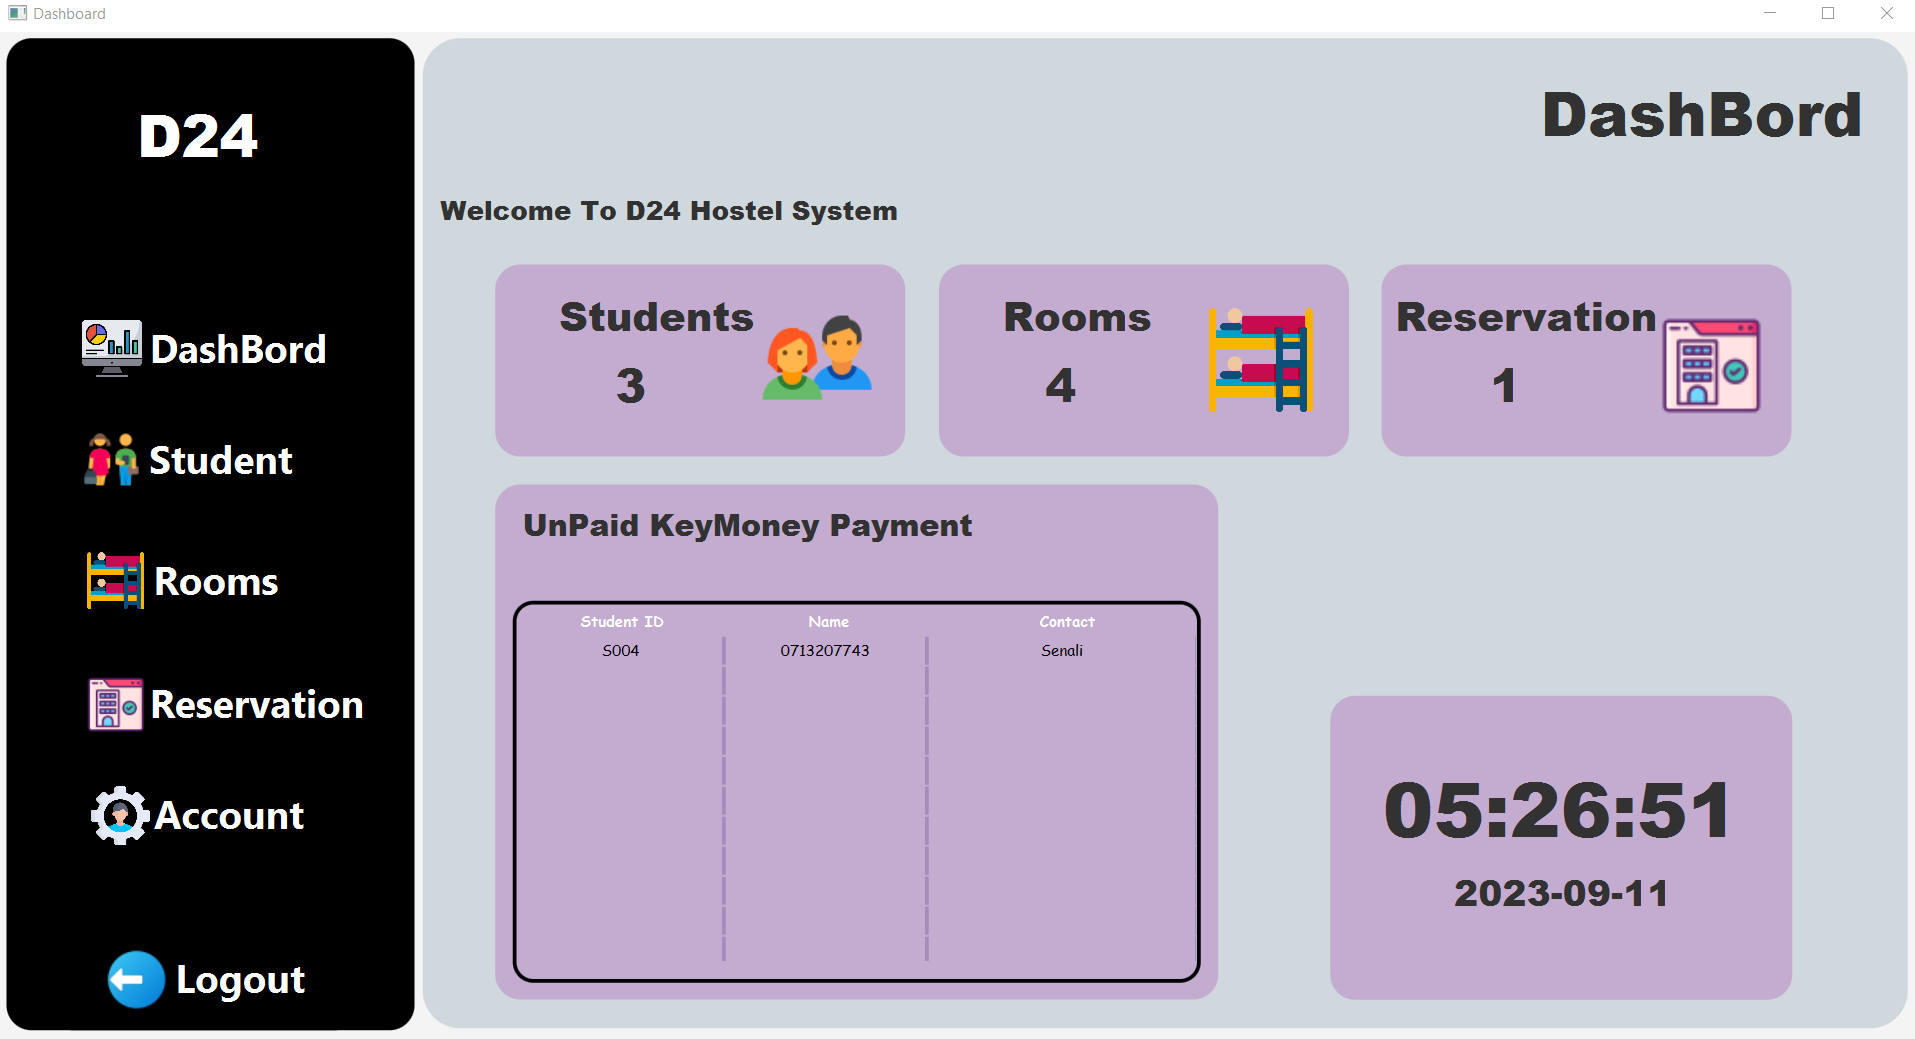 Dashboard
D24
DashBord
Student
Rooms
Reservation
Account
Logout
DashBord
Welcome To D24 Hostel System
Students
3
Rooms
4
Reservation
1
UnPaid KeyMoney Payment
Student ID Name Contact
S004 0713207743 Senali
05:26:51
2023-09-11